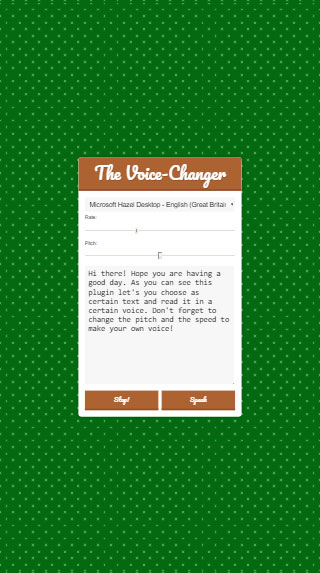 The Voice-Changer
Microsoft Hazel Desktop - English (Great Britain
Rate:
Pitch:
Hi there! Hope you are having a
good day. As you can see this
plugin let's you choose as
certain text and read it in a
certain voice. Don't forget to
change the pitch and the speed to
make your own voice!
Stop!
Speak